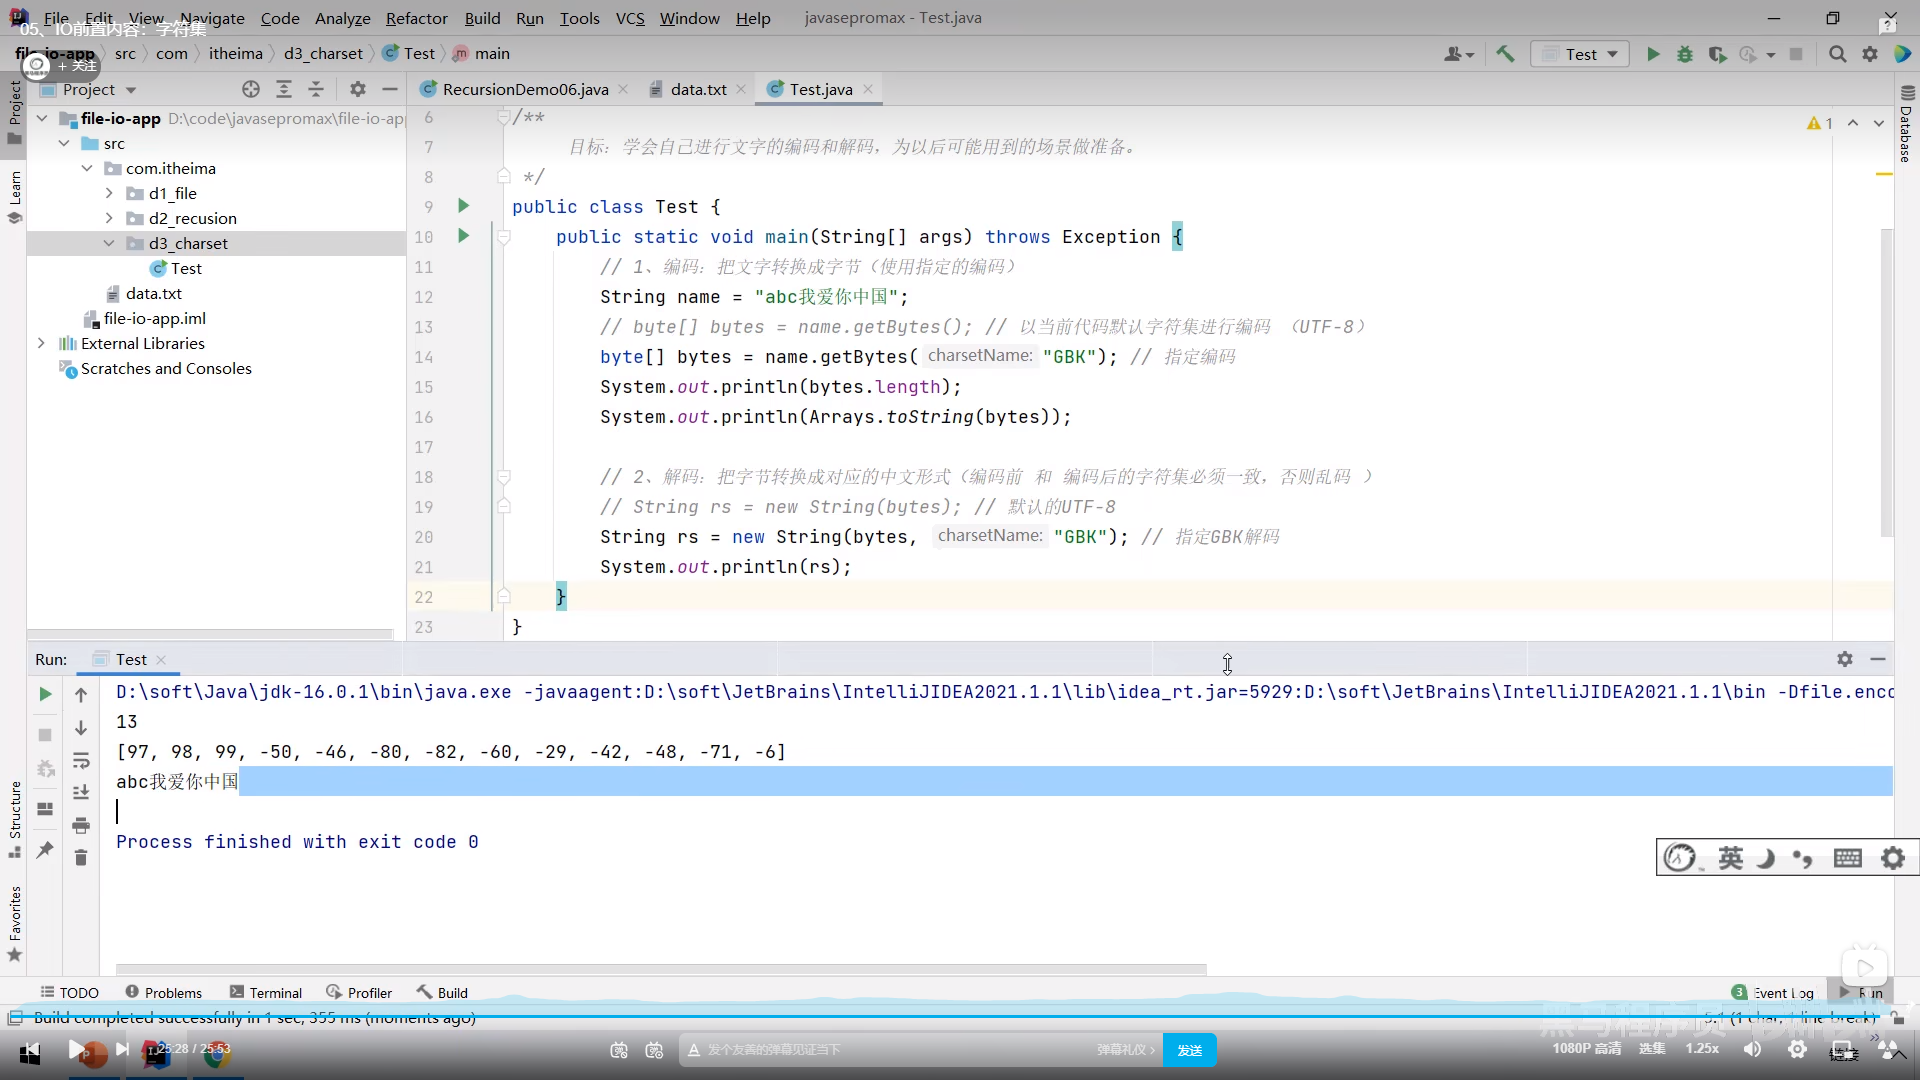 File Edit View Navigate Code Analyze Refactor Build Run Tools VCS Window Help javasepromax - Test.java
05、IO前置内容：字符集
file-io-app src com itheima d3_charset Test main
+ 关注
Test
Project
RecursionDemo06.java
data.txt
Test.java
Project
Learn
Structure
Favorites
Database
file-io-app D:\code\javasepromax\file-io-app
src
com.itheima
d1_file
d2_recusion
d3_charset
Test
data.txt
file-io-app.iml
External Libraries
Scratches and Consoles
1
6 /**
7 目标：学会自己进行文字的编码和解码，为以后可能用到的场景做准备。
8 */
9 public class Test {
10 public static void main(String[] args) throws Exception {
11 // 1、编码：把文字转换成字节（使用指定的编码）
12 String name = "abc我爱你中国";
13 // byte[] bytes = name.getBytes(); // 以当前代码默认字符集进行编码 （UTF-8）
14 byte[] bytes = name.getBytes( charsetName: "GBK"); // 指定编码
15 System.out.println(bytes.length);
16 System.out.println(Arrays.toString(bytes));
17
18 // 2、解码：把字节转换成对应的中文形式（编码前 和 编码后的字符集必须一致，否则乱码 ）
19 // String rs = new String(bytes); // 默认的UTF-8
20 String rs = new String(bytes, charsetName: "GBK"); // 指定GBK解码
21 System.out.println(rs);
22 }
23 }
Run: Test
D:\soft\Java\jdk-16.0.1\bin\java.exe -javaagent:D:\soft\JetBrains\IntelliJIDEA2021.1.1\lib\idea_rt.jar=5929:D:\soft\JetBrains\IntelliJIDEA2021.1.1\bin -Dfile.enco
13
[97, 98, 99, -50, -46, -80, -82, -60, -29, -42, -48, -71, -6]
abc我爱你中国
Process finished with exit code 0
英
TODO Problems Terminal Profiler Build
3 Event Log Run
Build completed successfully in 1 sec, 355 ms (moments ago)
5:1 (1 char, 1 line break)
黑马程序员
25:28 / 25:53
发个友善的弹幕见证当下
弹幕礼仪
发送
1080P 高清
选集
1.25x
链接